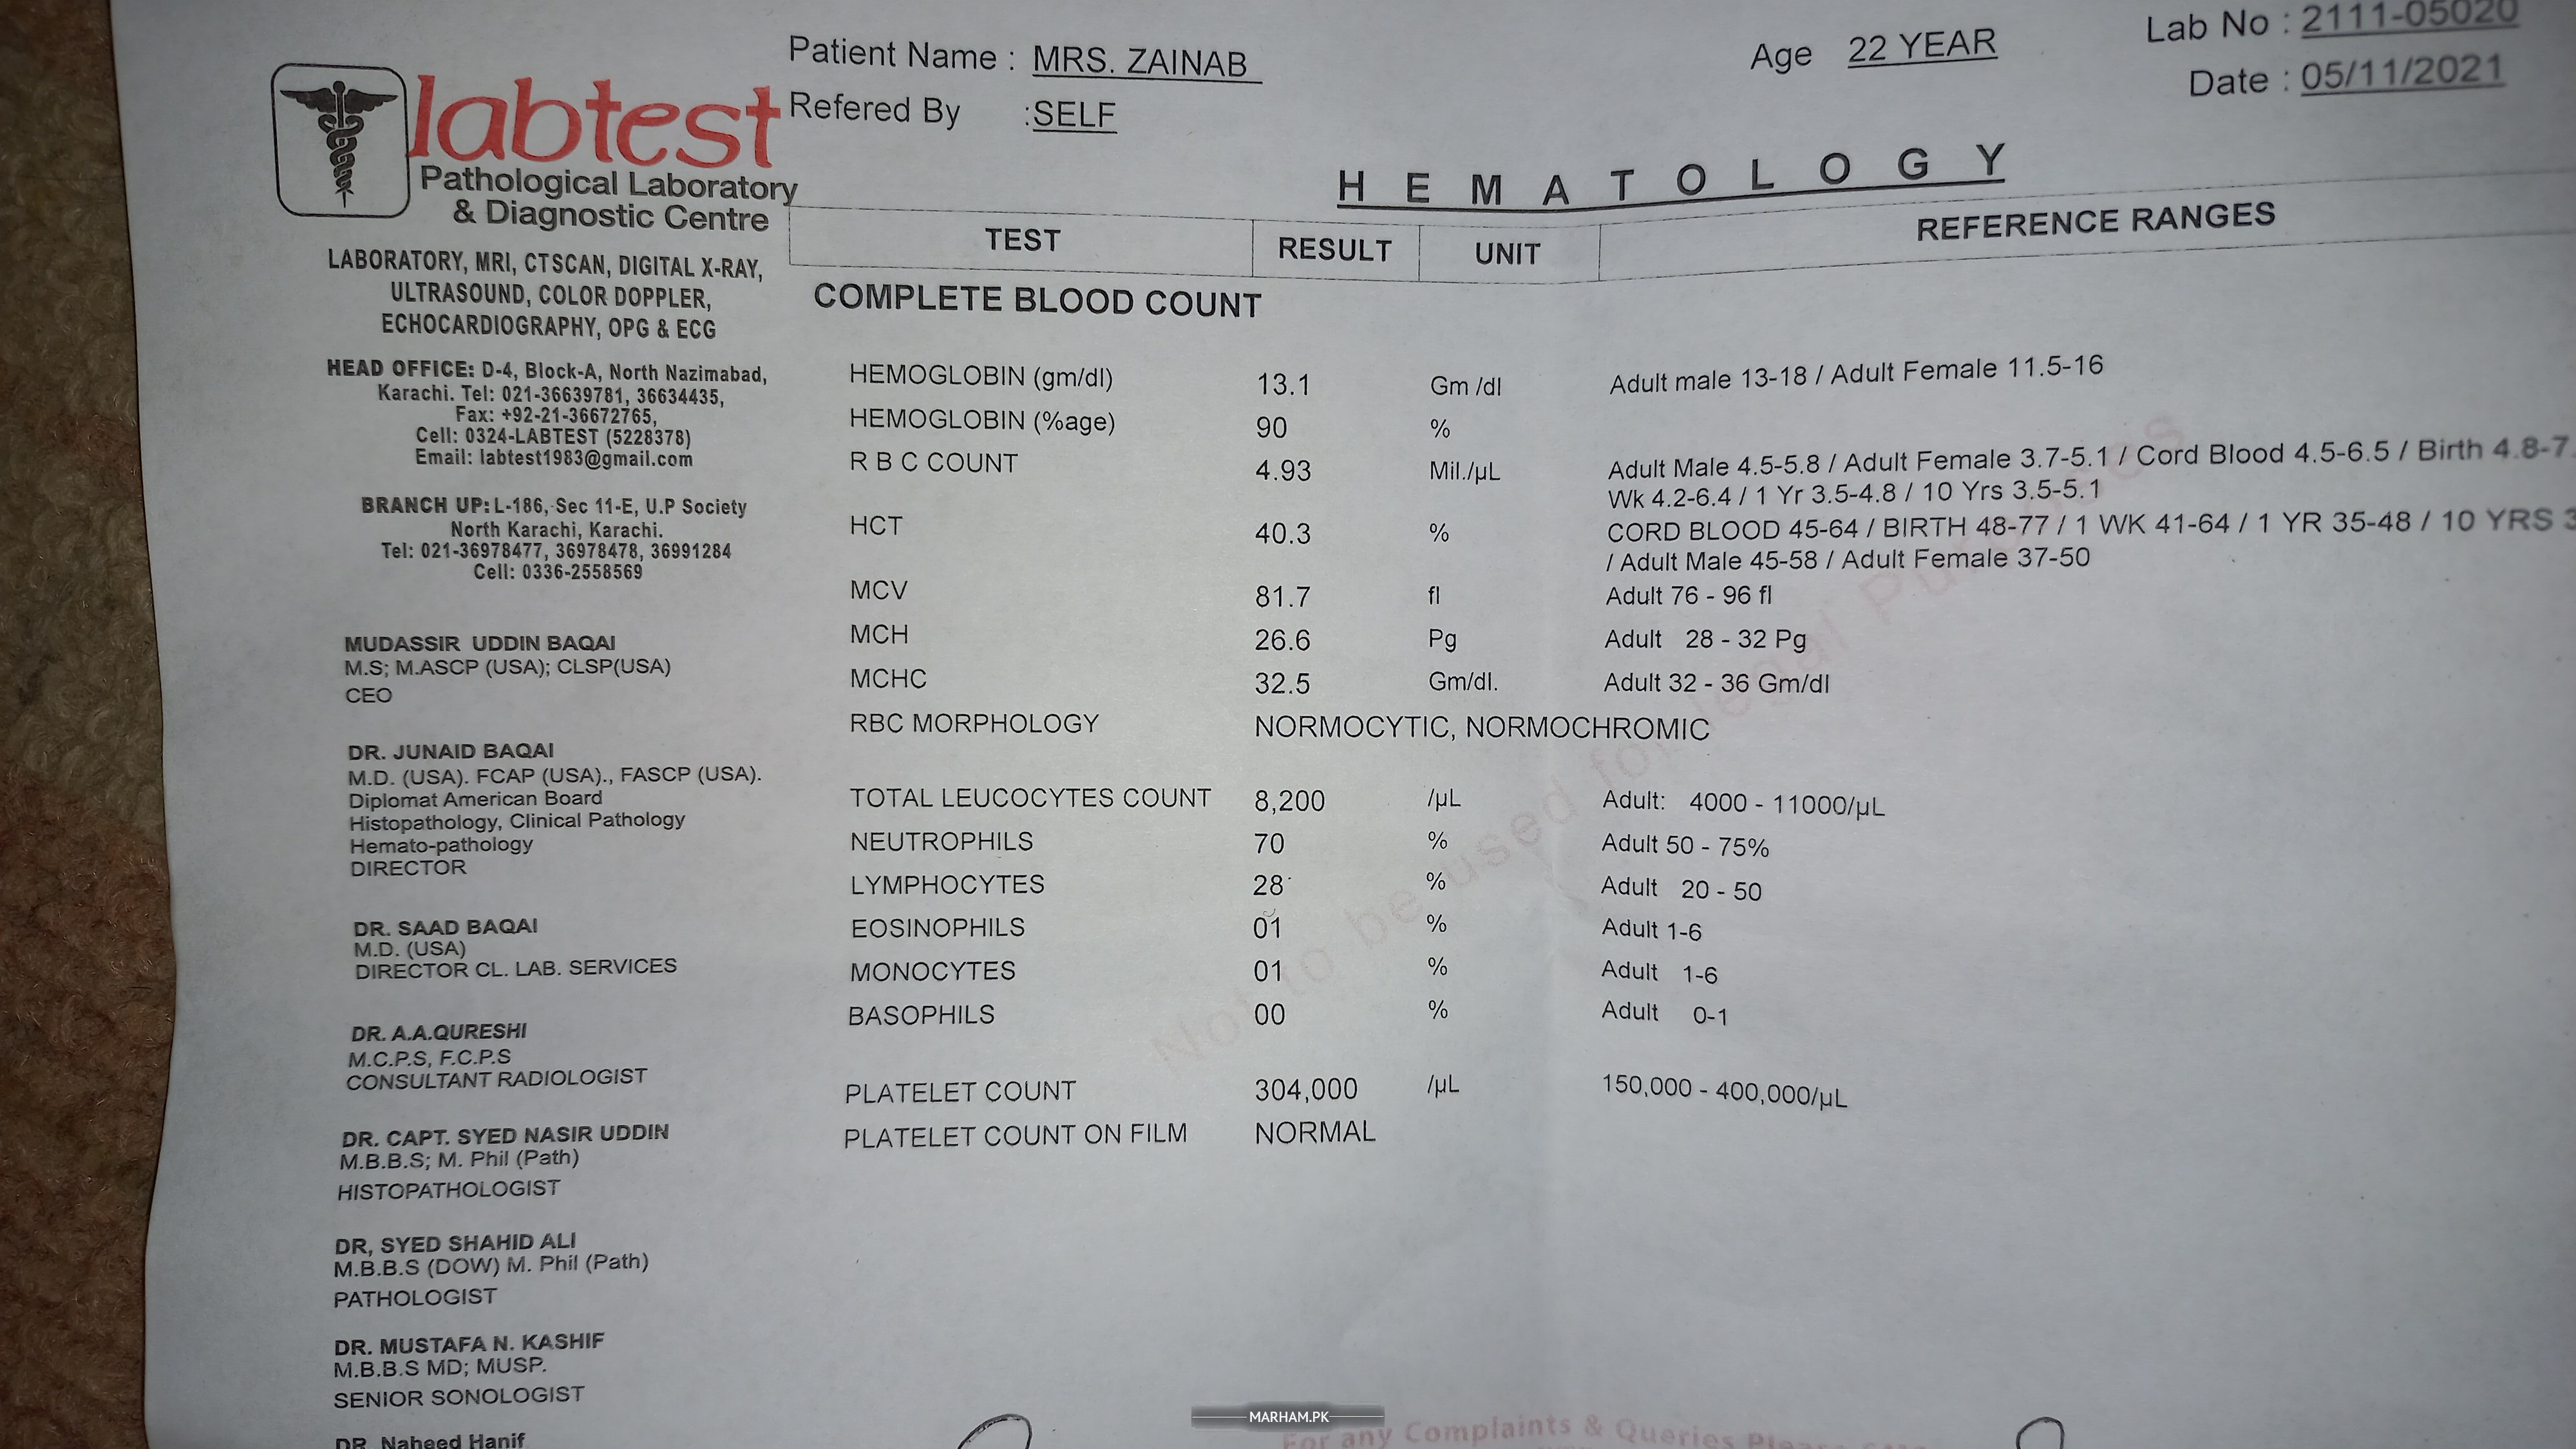 Patient Name : MRS. ZAINAB
Age 22 YEAR
Lab No : 2111-05020
Refered By :SELF
Date : 05/11/2021
labtest
Pathological Laboratory
& Diagnostic Centre
LABORATORY, MRI, CTSCAN, DIGITAL X-RAY,
ULTRASOUND, COLOR DOPPLER,
ECHOCARDIOGRAPHY, OPG & ECG
HEAD OFFICE: D-4, Block-A, North Nazimabad,
Karachi. Tel: 021-36639781, 36634435,
Fax: +92-21-36672765,
Cell: 0324-LABTEST (5228378)
Email: labtest1983@gmail.com
BRANCH UP: L-186, Sec 11-E, U.P Society
North Karachi, Karachi.
Tel: 021-36978477, 36978478, 36991284
Cell: 0336-2558569
MUDASSIR UDDIN BAQAI
M.S; M.ASCP (USA); CLSP(USA)
CEO
DR. JUNAID BAQAI
M.D. (USA). FCAP (USA)., FASCP (USA).
Diplomat American Board
Histopathology, Clinical Pathology
Hemato-pathology
DIRECTOR
DR. SAAD BAQAI
M.D. (USA)
DIRECTOR CL. LAB. SERVICES
DR. A.A.QURESHI
M.C.P.S, F.C.P.S
CONSULTANT RADIOLOGIST
DR. CAPT. SYED NASIR UDDIN
M.B.B.S; M. Phil (Path)
HISTOPATHOLOGIST
DR, SYED SHAHID ALI
M.B.B.S (DOW) M. Phil (Path)
PATHOLOGIST
DR. MUSTAFA N. KASHIF
M.B.B.S MD; MUSP.
SENIOR SONOLOGIST
DR. Naheed Hanif
HEMATOLOGY
TEST RESULT UNIT REFERENCE RANGES
COMPLETE BLOOD COUNT
HEMOGLOBIN (gm/dl) 13.1 Gm /dl Adult male 13-18 / Adult Female 11.5-16
HEMOGLOBIN (%age) 90 %
R B C COUNT 4.93 Mil./µL Adult Male 4.5-5.8 / Adult Female 3.7-5.1 / Cord Blood 4.5-6.5 / Birth 4.8-7.
Wk 4.2-6.4 / 1 Yr 3.5-4.8 / 10 Yrs 3.5-5.1
HCT 40.3 % CORD BLOOD 45-64 / BIRTH 48-77 / 1 WK 41-64 / 1 YR 35-48 / 10 YRS 3
/ Adult Male 45-58 / Adult Female 37-50
MCV 81.7 fl Adult 76 - 96 fl
MCH 26.6 Pg Adult 28 - 32 Pg
MCHC 32.5 Gm/dl. Adult 32 - 36 Gm/dl
RBC MORPHOLOGY NORMOCYTIC, NORMOCHROMIC
TOTAL LEUCOCYTES COUNT 8,200 /µL Adult: 4000 - 11000/µL
NEUTROPHILS 70 % Adult 50 - 75%
LYMPHOCYTES 28 % Adult 20 - 50
EOSINOPHILS 01 % Adult 1-6
MONOCYTES 01 % Adult 1-6
BASOPHILS 00 % Adult 0-1
PLATELET COUNT 304,000 /µL 150,000 - 400,000/µL
PLATELET COUNT ON FILM NORMAL
Not to be used for legal
MARHAM.PK
For any Complaints & Queries